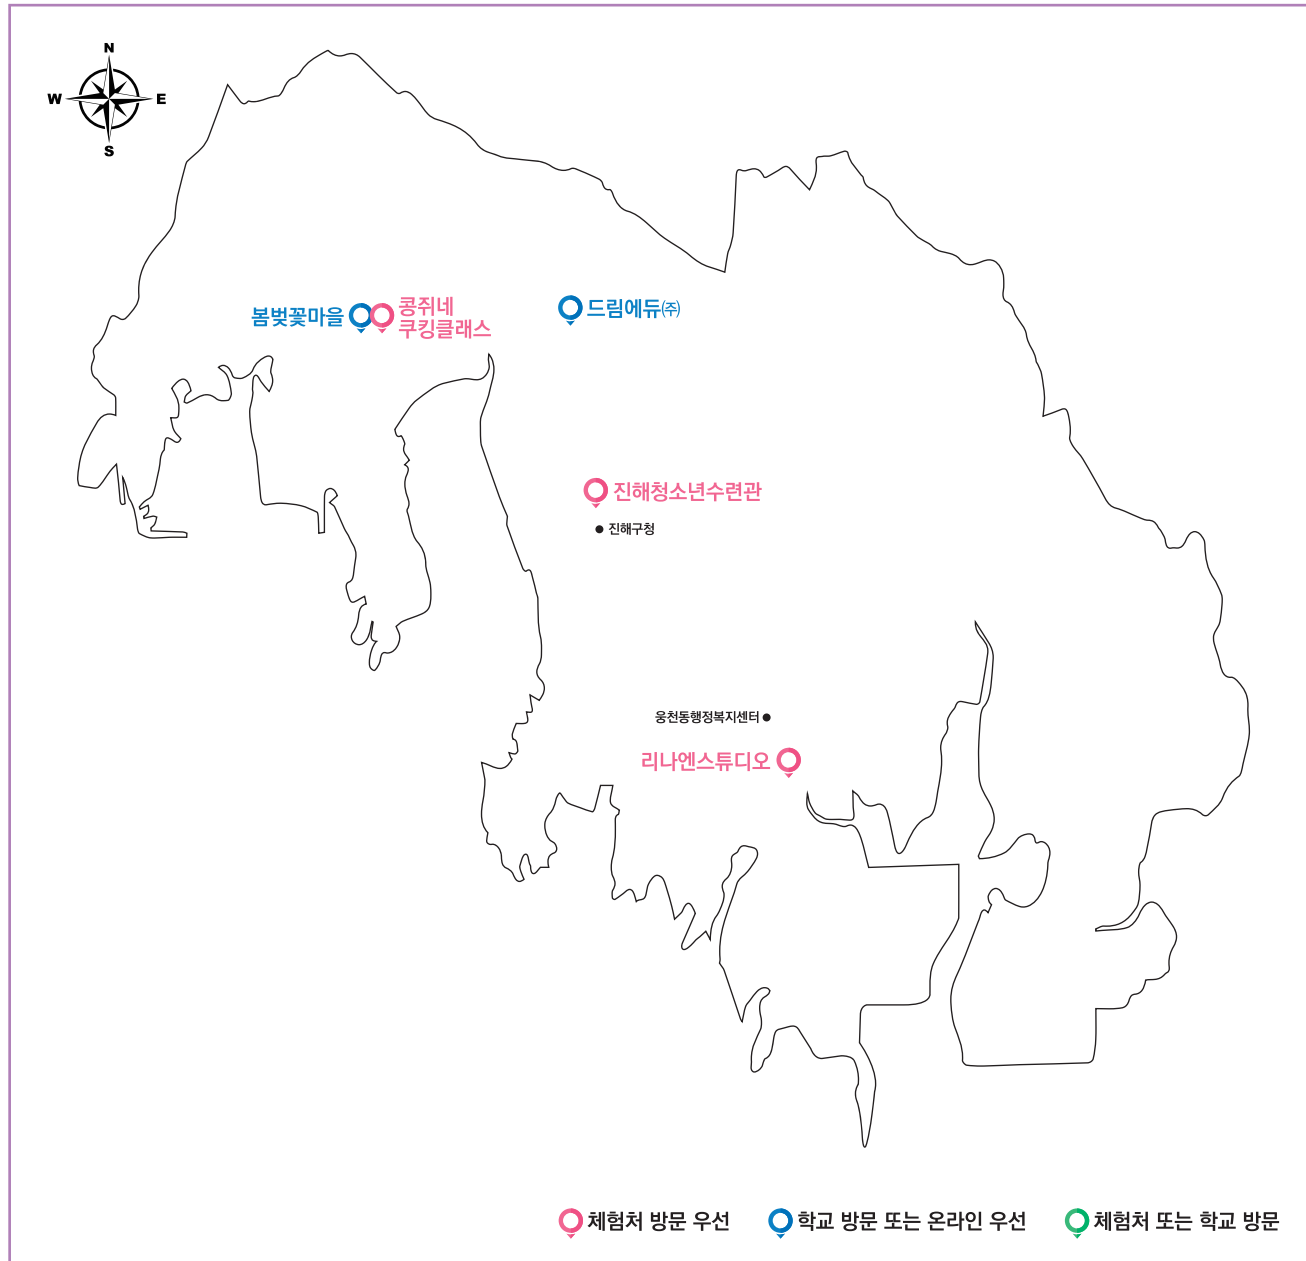 N
W
E
S
봄벚꽃마을
콩쥐네
쿠킹클래스
드림에듀㈜
진해청소년수련관
진해구청
웅천동행정복지센터
리나엔스튜디오
체험처 방문 우선
학교 방문 또는 온라인 우선
체험처 또는 학교 방문